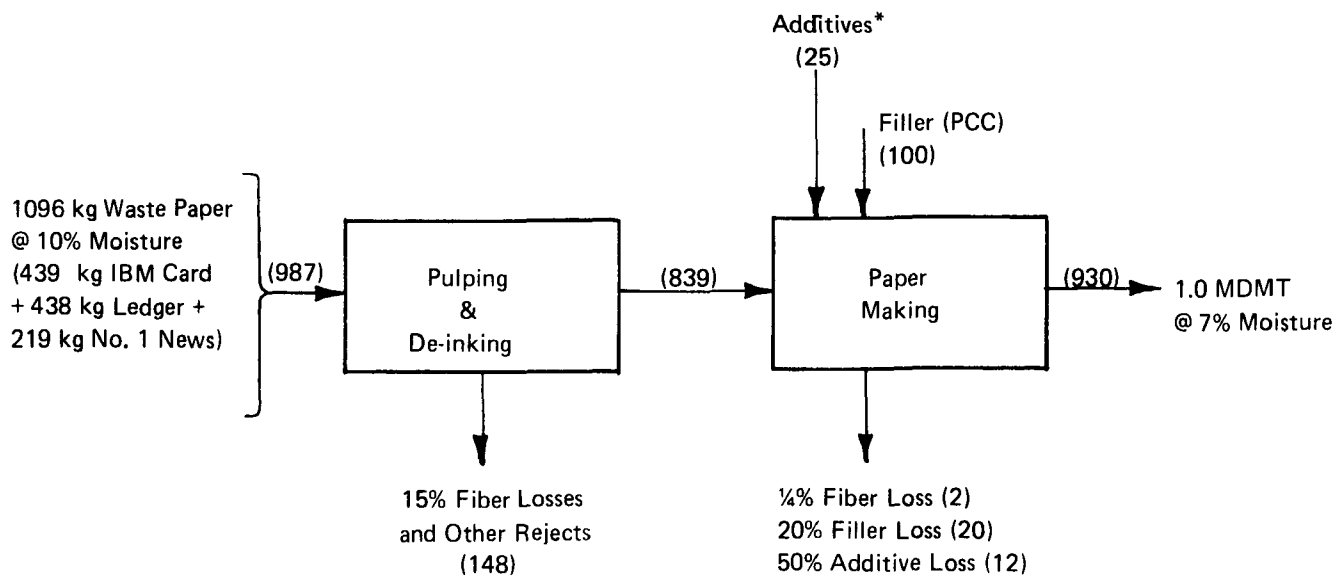 Additives*
(25)
Filler (PCC)
(100)
1096 kg Waste Paper
@ 10% Moisture
(439 kg IBM Card
+ 438 kg Ledger +
219 kg No. 1 News)
(987)
Pulping
&
De-inking
(839)
Paper
Making
(930)
1.0 MDMT
@ 7% Moisture
15% Fiber Losses
and Other Rejects
(148)
¼% Fiber Loss (2)
20% Filler Loss (20)
50% Additive Loss (12)